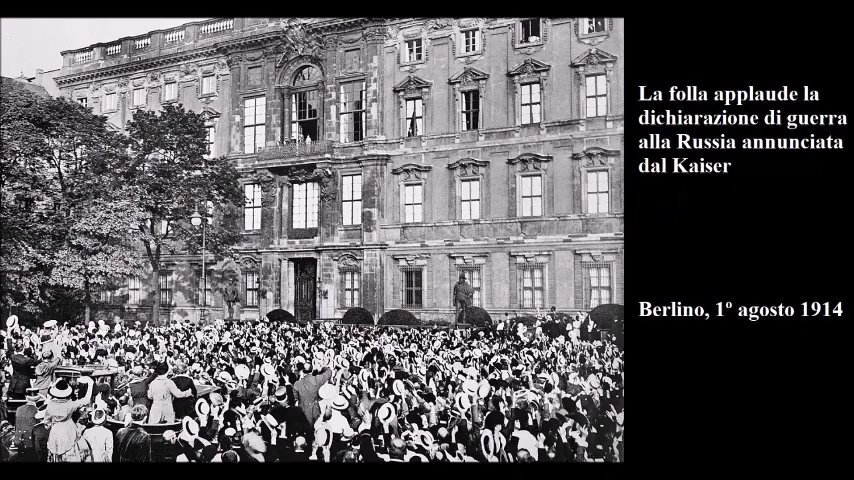 La folla applaude la
dichiarazione di guerra
alla Russia annunciata
dal Kaiser
Berlino, 1º agosto 1914